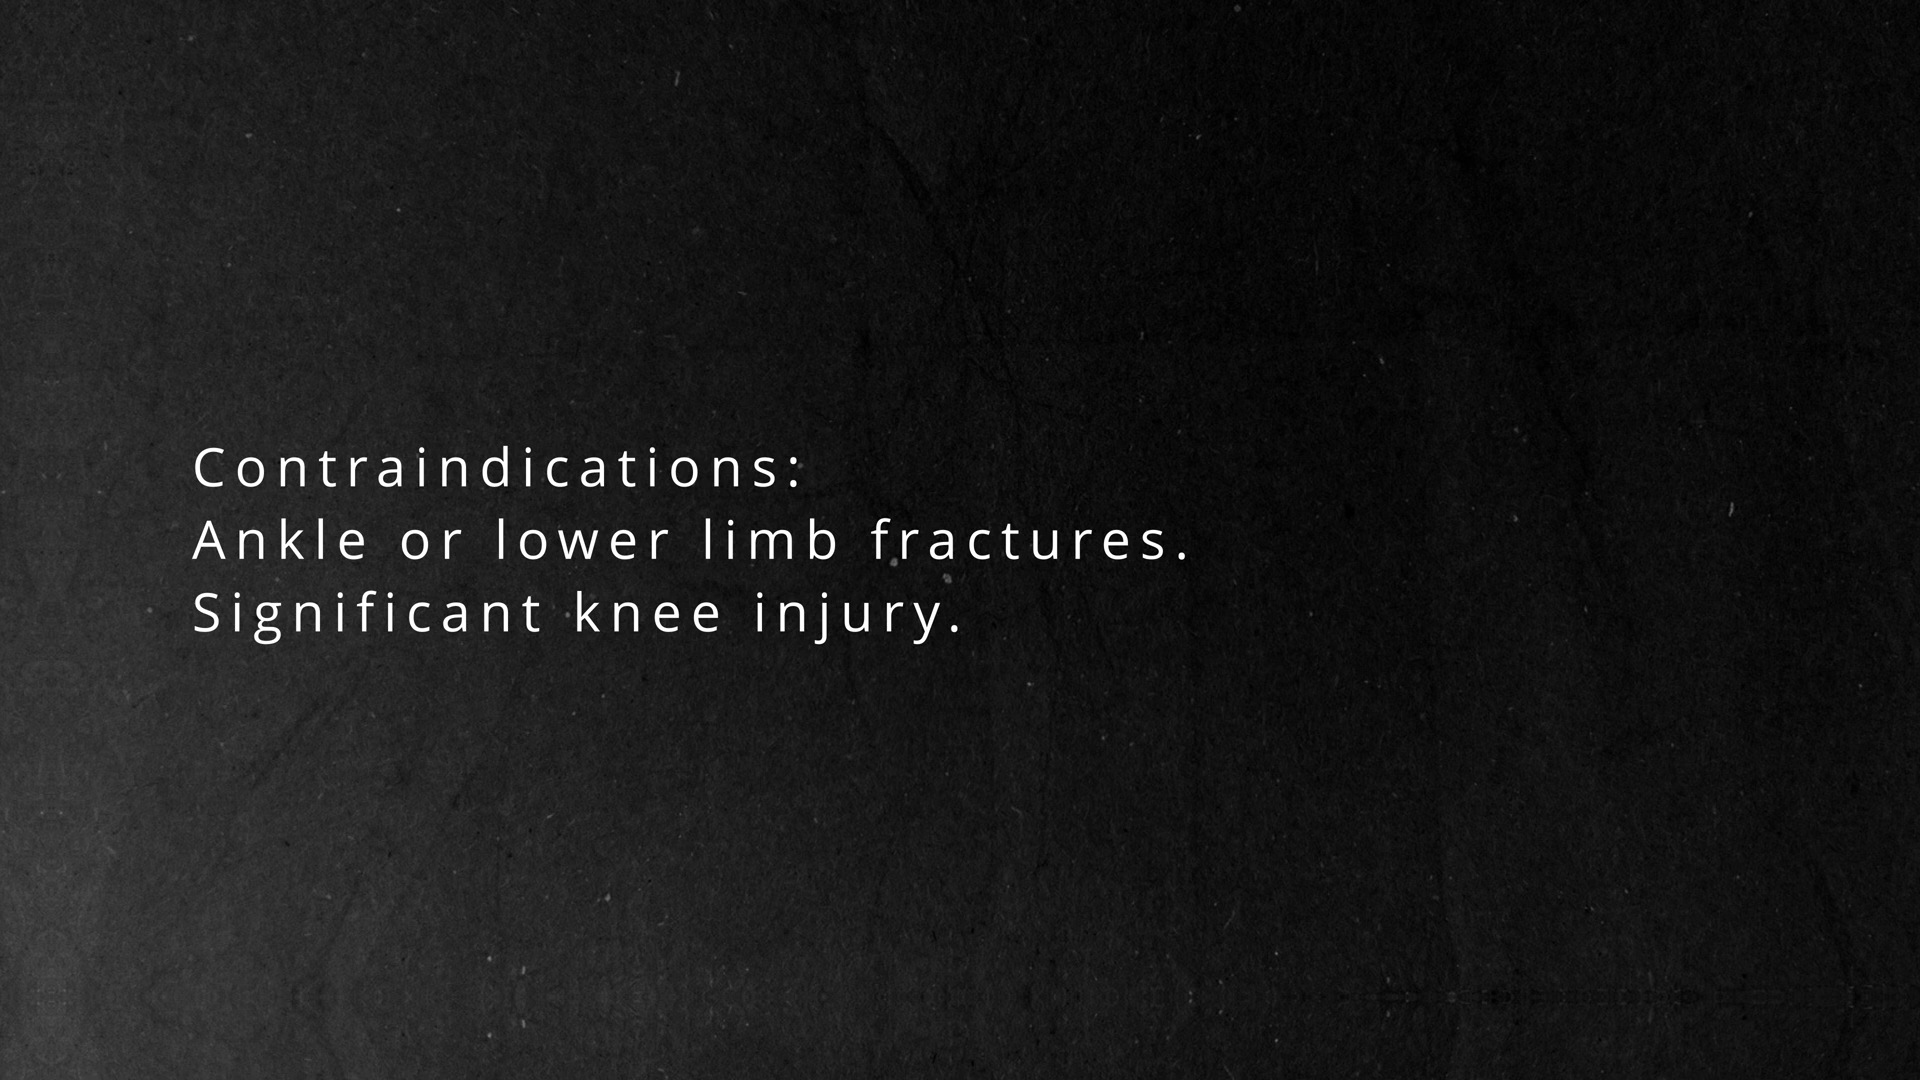 Contraindications:
Ankle or lower limb fractures.
Significant knee injury.